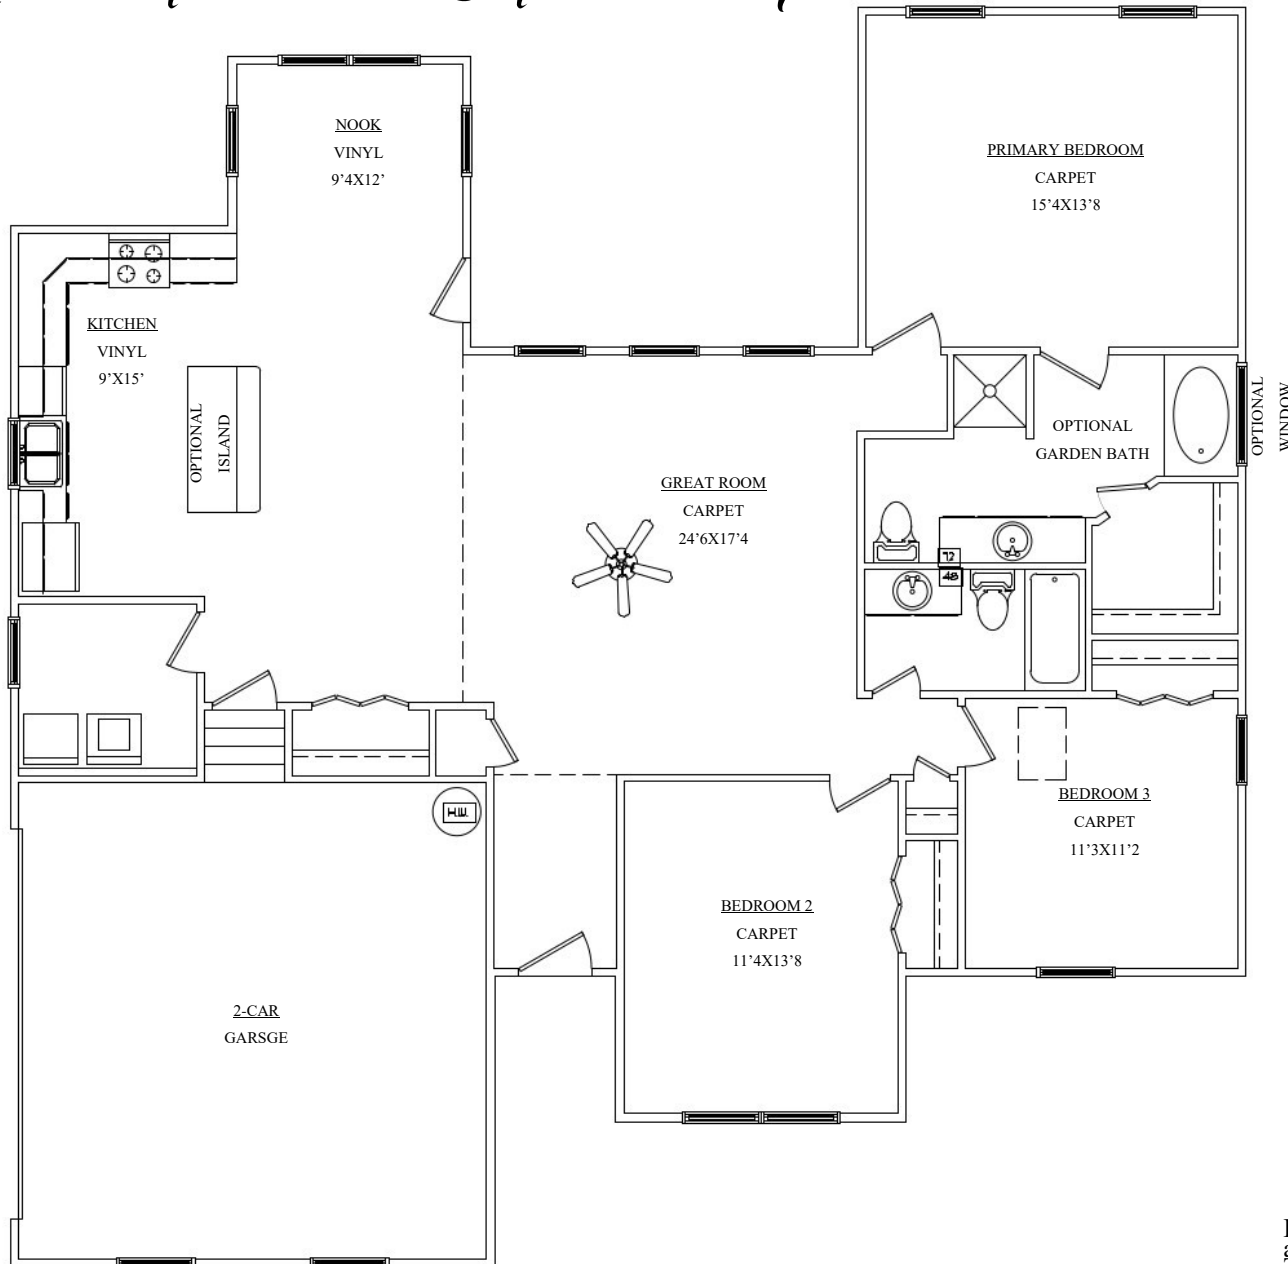 NOOK
VINYL
9’4X12’
PRIMARY BEDROOM
CARPET
15’4X13’8
KITCHEN
VINYL
9’X15’
OPTIONAL
ISLAND
OPTIONAL
GARDEN BATH
OPTIONAL
WINDOW
GREAT ROOM
CARPET
24’6X17’4
72
48
BEDROOM 3
CARPET
11’3X11’2
H.W.
BEDROOM 2
CARPET
11’4X13’8
2-CAR
GARSGE